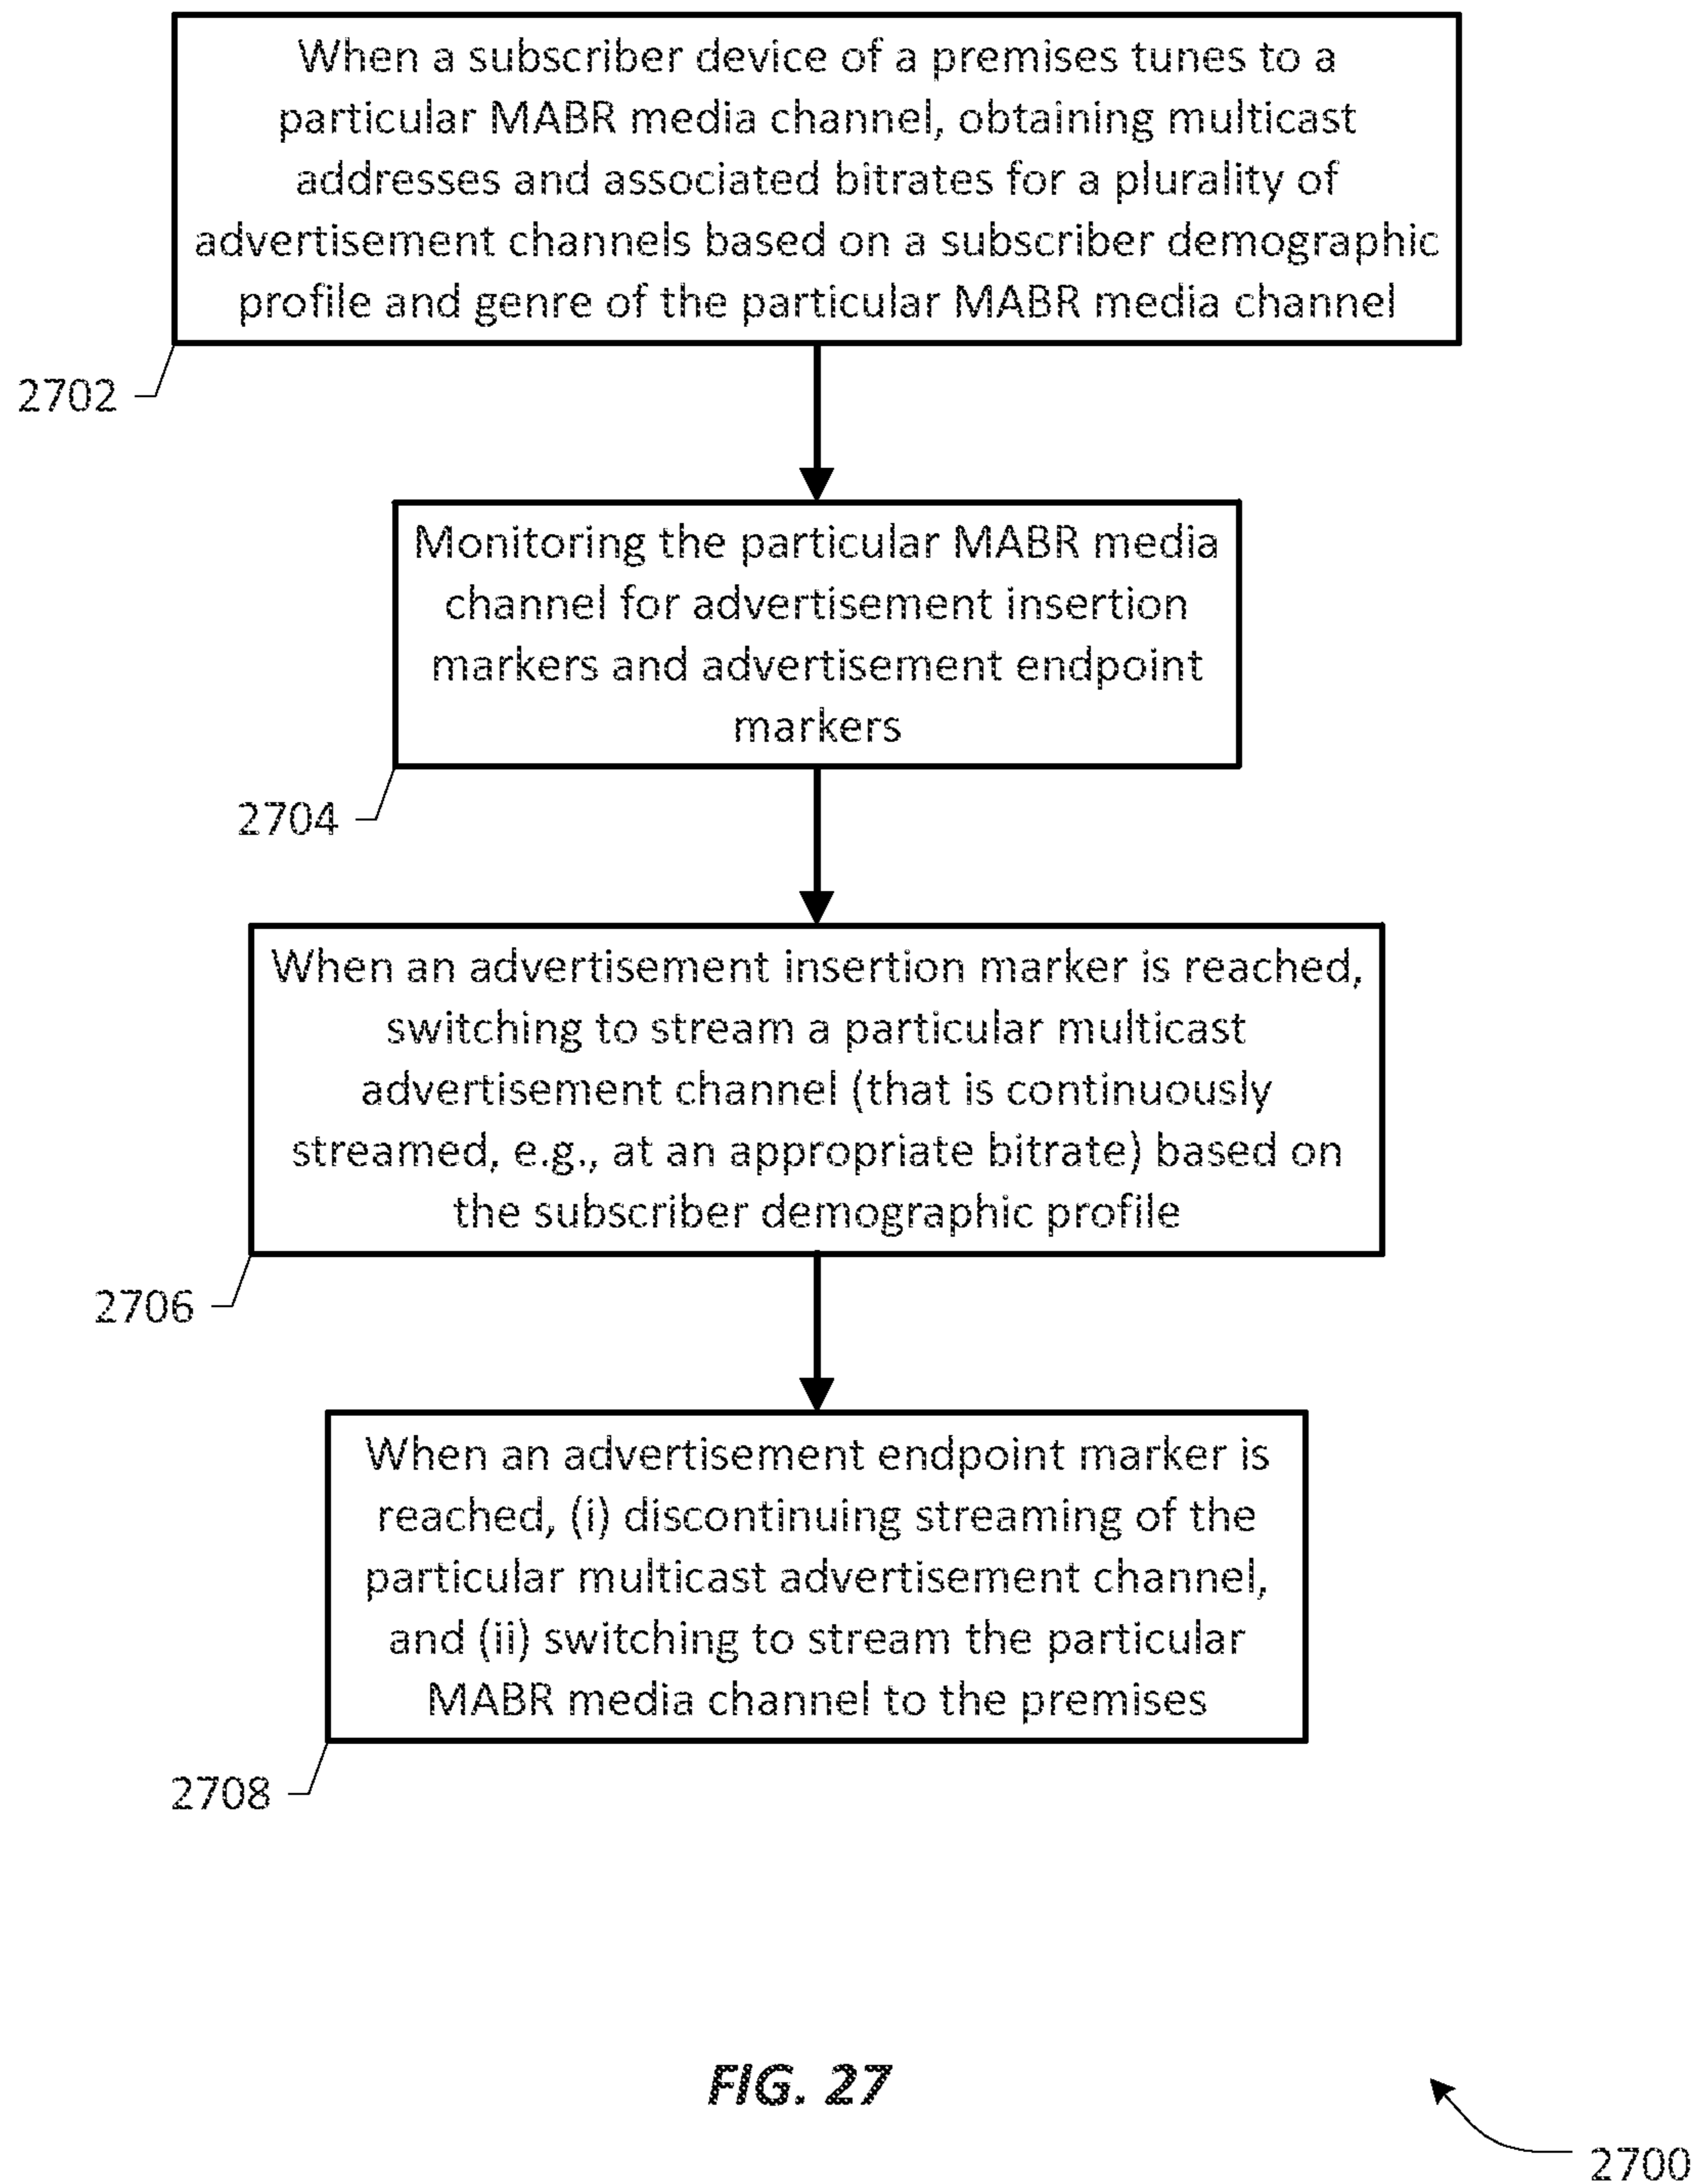 When a subscriber device of a premises tunes to a
particular MABR media channel, obtaining multicast
addresses and associated bitrates for a plurality of
advertisement channels based on a subscriber demographic
profile and genre of the particular MABR media channel
2702
Monitoring the particular MABR media
channel for advertisement insertion
markers and advertisement endpoint
markers
2704
When an advertisement insertion marker is reached,
switching to stream a particular multicast
advertisement channel (that is continuously
streamed, e.g., at an appropriate bitrate) based on
the subscriber demographic profile
2706
When an advertisement endpoint marker is
reached, (i) discontinuing streaming of the
particular multicast advertisement channel,
and (ii) switching to stream the particular
MABR media channel to the premises
2708
FIG. 27
2700